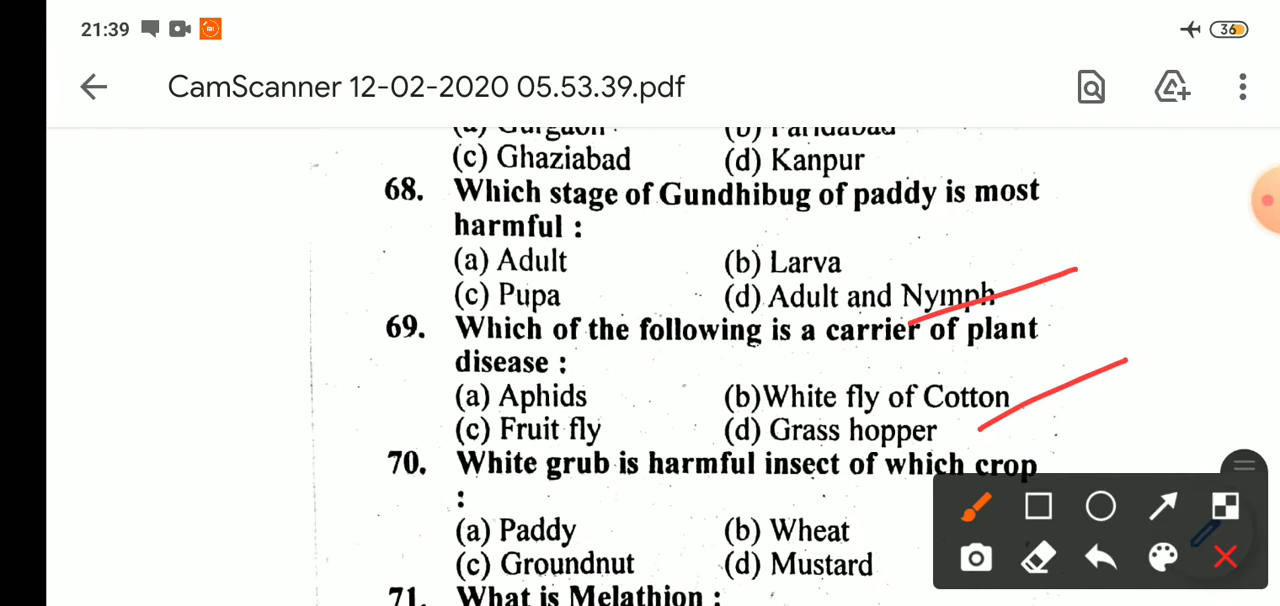 21:39
36
CamScanner 12-02-2020 05.53.39.pdf
(a) Gurgaon (b) Faridabad
(c) Ghaziabad (d) Kanpur
68. Which stage of Gundhibug of paddy is most
harmful :
(a) Adult (b) Larva
(c) Pupa (d) Adult and Nymph
69. Which of the following is a carrier of plant
disease :
(a) Aphids (b)White fly of Cotton
(c) Fruit fly (d) Grass hopper
70. White grub is harmful insect of which crop
:
(a) Paddy (b) Wheat
(c) Groundnut (d) Mustard
71. What is Melathion :